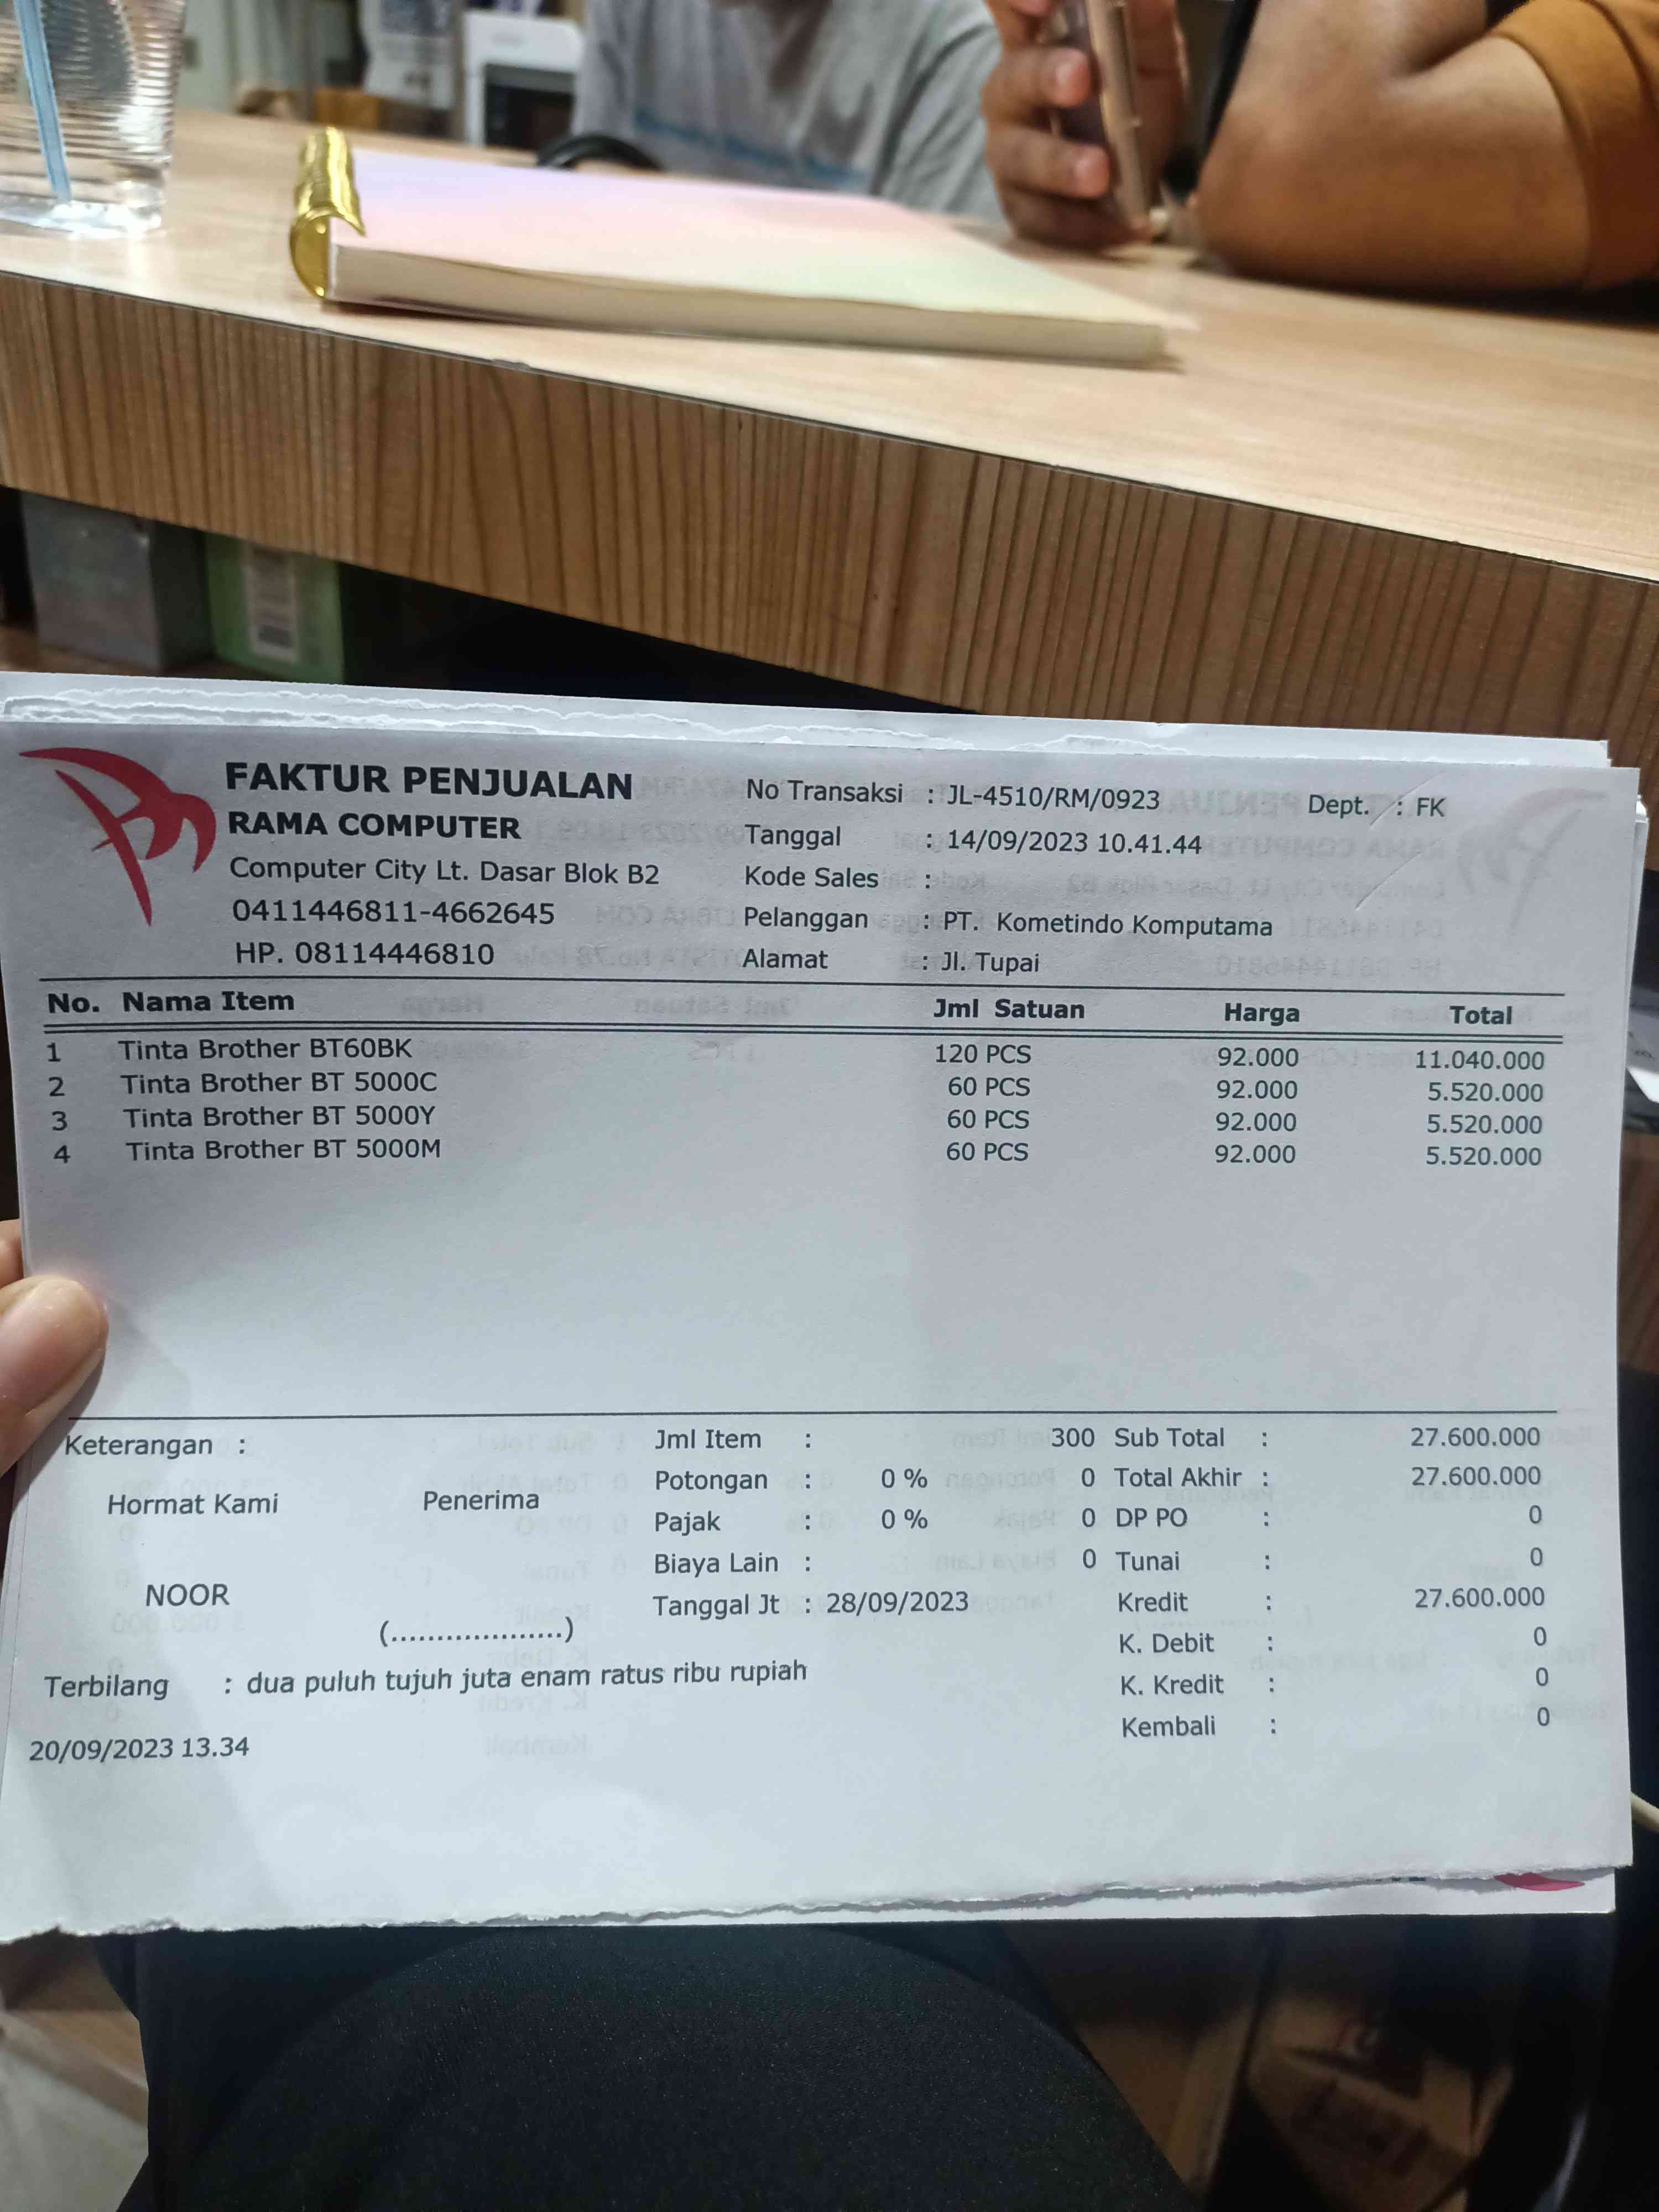 FAKTUR PENJUALAN
RAMA COMPUTER
Computer City Lt. Dasar Blok B2
0411446811-4662645
HP. 08114446810
No Transaksi : JL-4510/RM/0923
Dept. : FK
Tanggal : 14/09/2023 10.41.44
Kode Sales :
Pelanggan : PT. Kometindo Komputama
Alamat : Jl. Tupai
No. Nama Item Jml Satuan Harga Total
1 Tinta Brother BT60BK 120 PCS 92.000 11.040.000
2 Tinta Brother BT 5000C 60 PCS 92.000 5.520.000
3 Tinta Brother BT 5000Y 60 PCS 92.000 5.520.000
4 Tinta Brother BT 5000M 60 PCS 92.000 5.520.000
Keterangan :
Hormat Kami Penerima
NOOR
(...................)
Jml Item : 300
Potongan : 0 % 0
Pajak : 0 % 0
Biaya Lain : 0
Tanggal Jt : 28/09/2023
Sub Total : 27.600.000
Total Akhir : 27.600.000
DP PO : 0
Tunai : 0
Kredit : 27.600.000
K. Debit : 0
K. Kredit : 0
Kembali : 0
Terbilang : dua puluh tujuh juta enam ratus ribu rupiah
20/09/2023 13.34